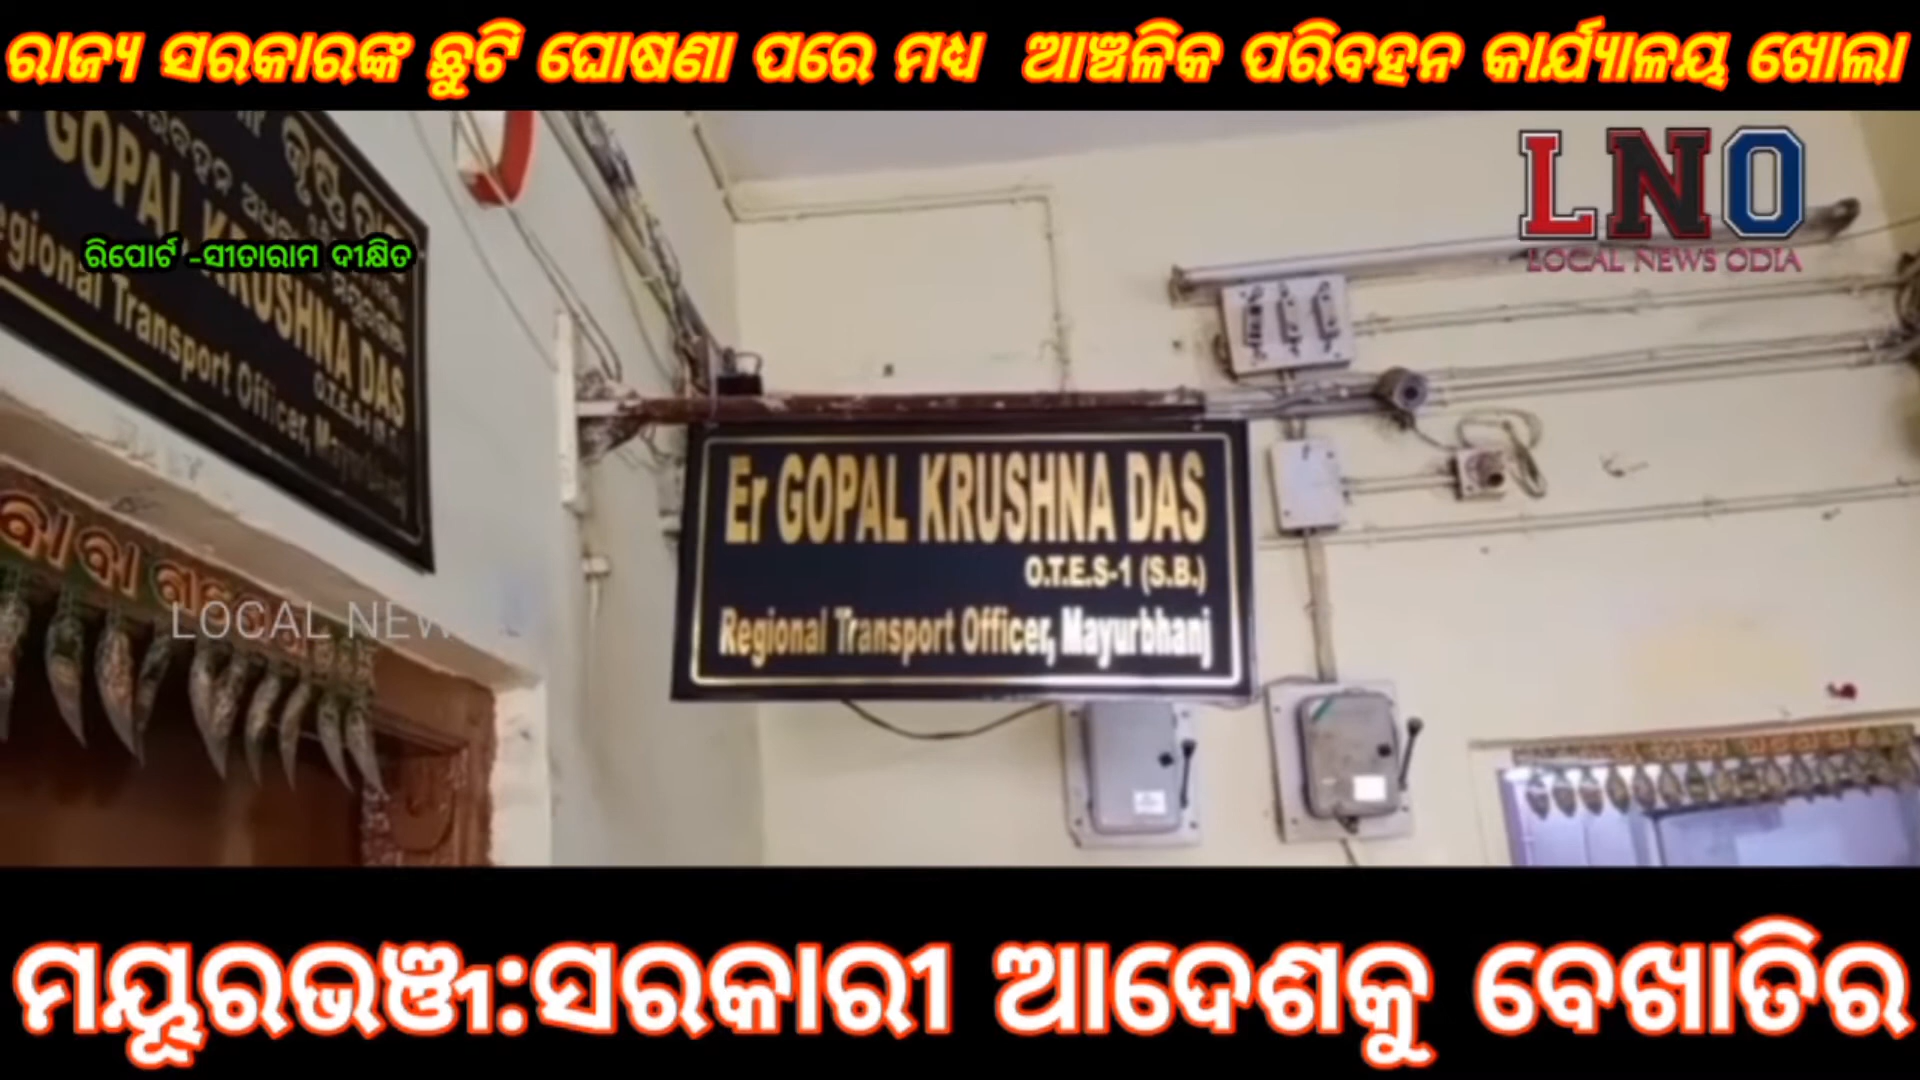 ରାଜ୍ୟ ସରକାରଙ୍କ ଛୁଟି ଘୋଷଣା ପରେ ମଧ୍ୟ ଆଞ୍ଚଳିକ ପରିବହନ କାର୍ଯ୍ୟାଳୟ ଖୋଲା
LNO
LOCAL NEWS ODIA
GOPAL KRUSHNA DAS
Regional Transport Officer,
ରିପୋର୍ଟ -ସୀତାରାମ ଦୀକ୍ଷିତ
Er GOPAL KRUSHNA DAS
O.T.E.S-1 (S.B.)
Regional Transport Officer, Mayurbhanj
LOCAL NEW
ମୟୂରଭଞ୍ଜ:ସରକାରୀ ଆଦେଶକୁ ବେଖାତିର